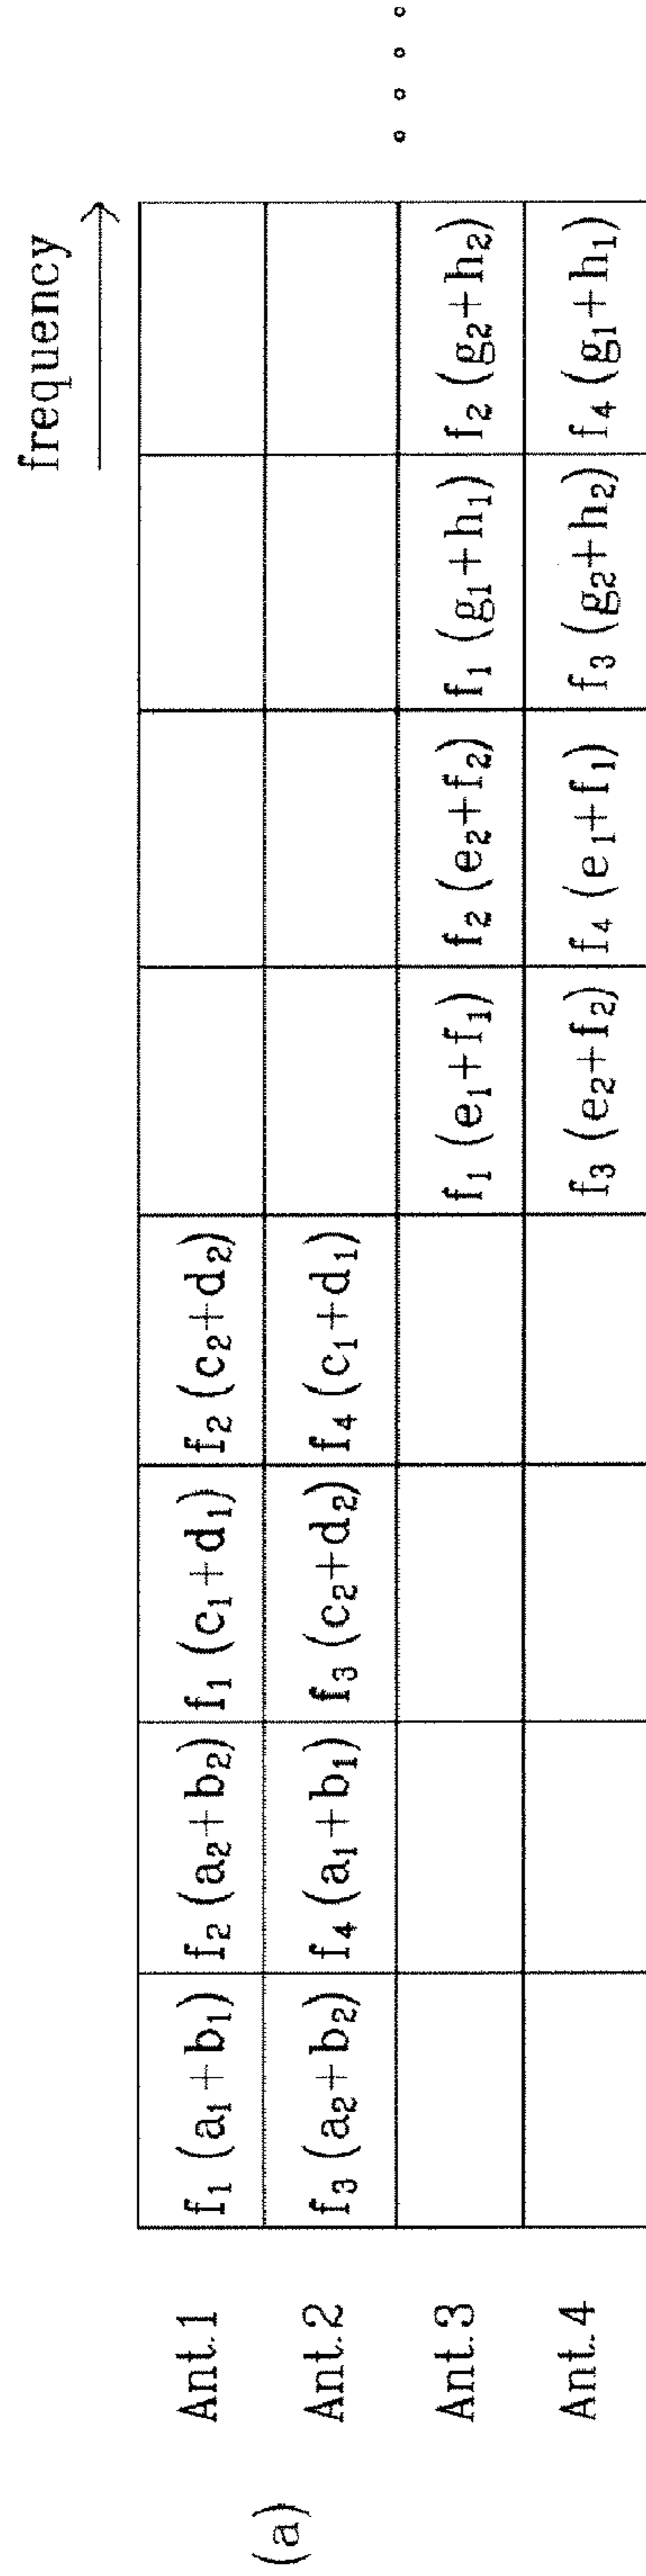 frequency
Ant.1 f₁(a₁+b₁) f₂(a₂+b₂) f₁(c₁+d₁) f₂(c₂+d₂)
Ant.2 f₃(a₂+b₂) f₄(a₁+b₁) f₃(c₂+d₂) f₄(c₁+d₁)
(a)
Ant.3 f₁(e₁+f₁) f₂(e₂+f₂) f₁(g₁+h₁) f₂(g₂+h₂)
Ant.4 f₃(e₂+f₂) f₄(e₁+f₁) f₃(g₂+h₂) f₄(g₁+h₁)